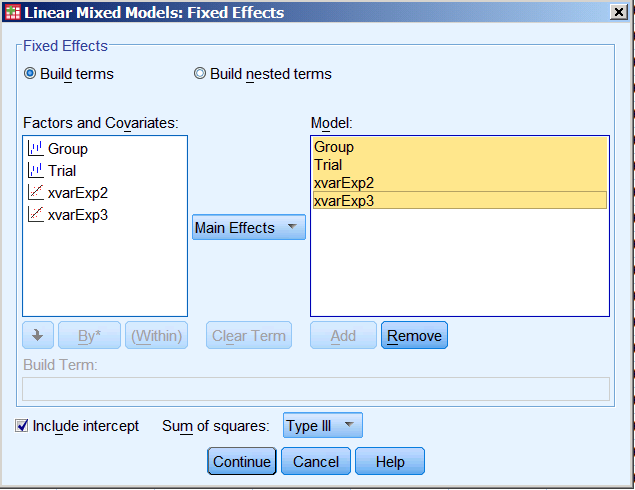 Linear Mixed Models: Fixed Effects
Fixed Effects
Build terms
Build nested terms
Factors and Covariates:
Group
Trial
xvarExp2
xvarExp3
Main Effects
Model:
Group
Trial
xvarExp2
xvarExp3
By*
(Within)
Clear Term
Add
Remove
Build Term:
Include intercept
Sum of squares:
Type III
Continue
Cancel
Help